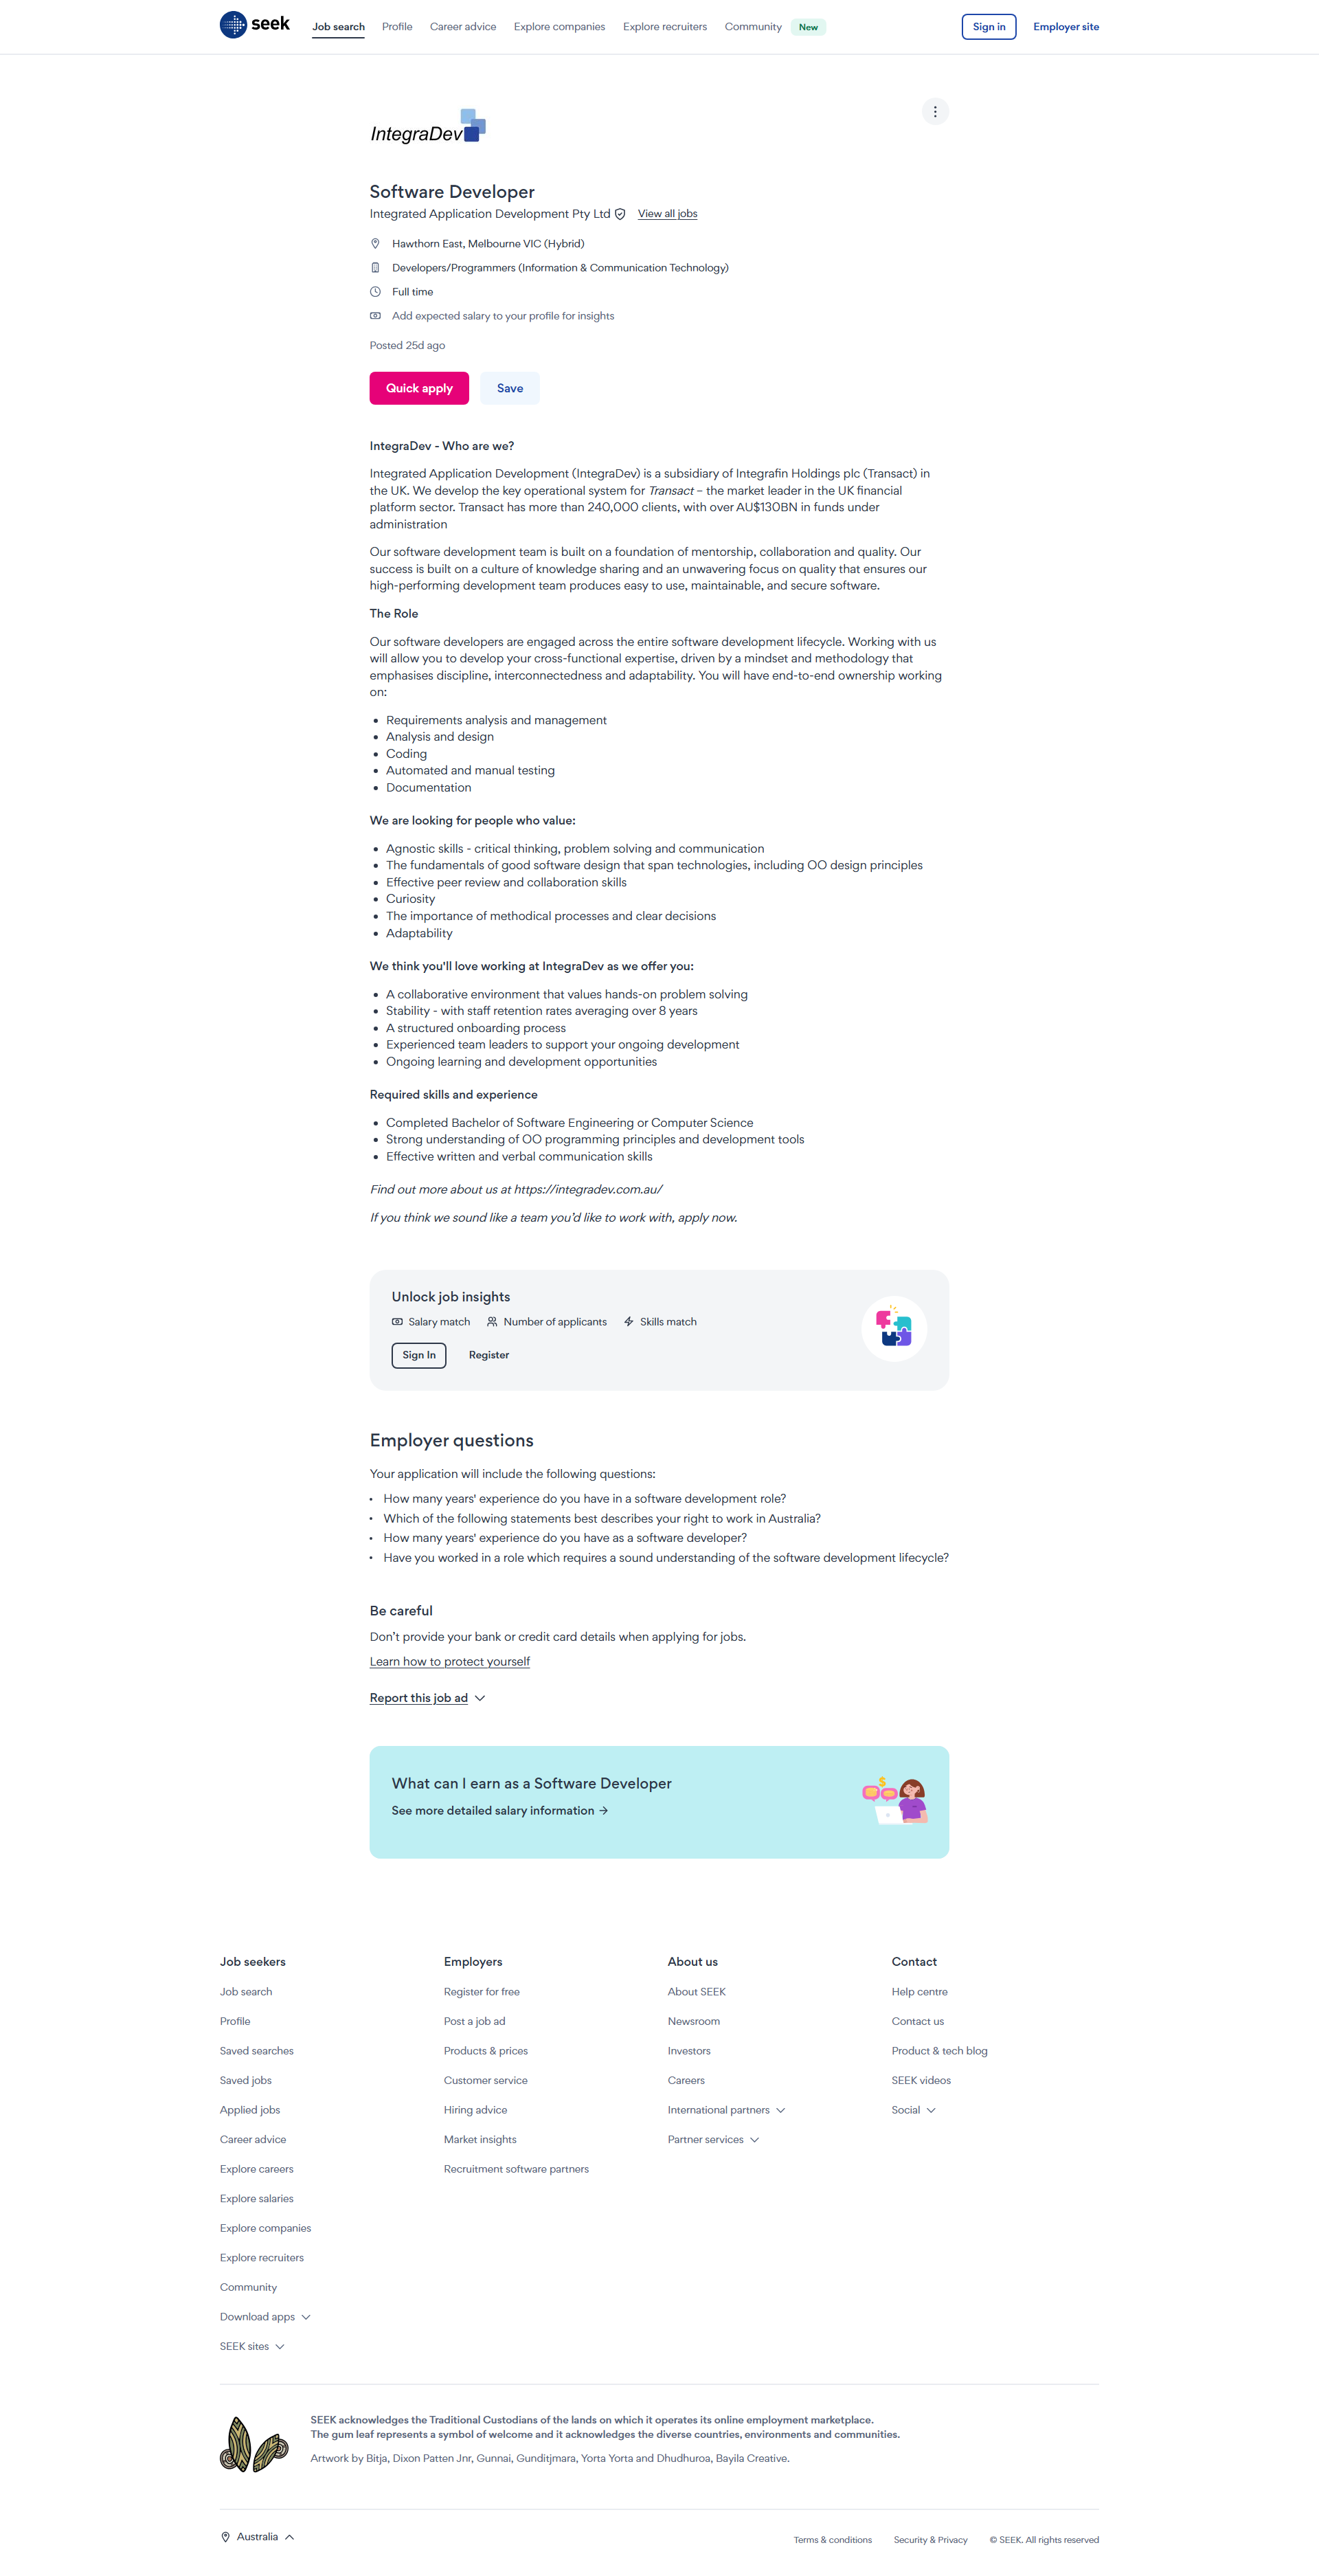 seek
Job search Profile Career advice Explore companies Explore recruiters Community New Sign in Employer site
IntegraDev
Software Developer
Integrated Application Development Pty Ltd View all jobs
Hawthorn East, Melbourne VIC (Hybrid)
Developers/Programmers (Information & Communication Technology)
Full time
Add expected salary to your profile for insights
Posted 25d ago
Quick apply Save
IntegraDev - Who are we?
Integrated Application Development (IntegraDev) is a subsidiary of Integrafin Holdings plc (Transact) in
the UK. We develop the key operational system for Transact – the market leader in the UK financial
platform sector. Transact has more than 240,000 clients, with over AU$130BN in funds under
administration
Our software development team is built on a foundation of mentorship, collaboration and quality. Our
success is built on a culture of knowledge sharing and an unwavering focus on quality that ensures our
high-performing development team produces easy to use, maintainable, and secure software.
The Role
Our software developers are engaged across the entire software development lifecycle. Working with us
will allow you to develop your cross-functional expertise, driven by a mindset and methodology that
emphasises discipline, interconnectedness and adaptability. You will have end-to-end ownership working
on:
• Requirements analysis and management
• Analysis and design
• Coding
• Automated and manual testing
• Documentation
We are looking for people who value:
• Agnostic skills - critical thinking, problem solving and communication
• The fundamentals of good software design that span technologies, including OO design principles
• Effective peer review and collaboration skills
• Curiosity
• The importance of methodical processes and clear decisions
• Adaptability
We think you'll love working at IntegraDev as we offer you:
• A collaborative environment that values hands-on problem solving
• Stability - with staff retention rates averaging over 8 years
• A structured onboarding process
• Experienced team leaders to support your ongoing development
• Ongoing learning and development opportunities
Required skills and experience
• Completed Bachelor of Software Engineering or Computer Science
• Strong understanding of OO programming principles and development tools
• Effective written and verbal communication skills
Find out more about us at https://integradev.com.au/
If you think we sound like a team you'd like to work with, apply now.
Unlock job insights
Salary match Number of applicants Skills match
Sign In Register
Employer questions
Your application will include the following questions:
• How many years' experience do you have in a software development role?
• Which of the following statements best describes your right to work in Australia?
• How many years' experience do you have as a software developer?
• Have you worked in a role which requires a sound understanding of the software development lifecycle?
Be careful
Don't provide your bank or credit card details when applying for jobs.
Learn how to protect yourself
Report this job ad
What can I earn as a Software Developer
See more detailed salary information →
$
Job seekers
Job search
Profile
Saved searches
Saved jobs
Applied jobs
Career advice
Explore careers
Explore salaries
Explore companies
Explore recruiters
Community
Download apps
SEEK sites
Employers
Register for free
Post a job ad
Products & prices
Customer service
Hiring advice
Market insights
Recruitment software partners
About us
About SEEK
Newsroom
Investors
Careers
International partners
Partner services
Contact
Help centre
Contact us
Product & tech blog
SEEK videos
Social
SEEK acknowledges the Traditional Custodians of the lands on which it operates its online employment marketplace.
The gum leaf represents a symbol of welcome and it acknowledges the diverse countries, environments and communities.
Artwork by Bitja, Dixon Patten Jnr, Gunnai, Gunditjmara, Yorta Yorta and Dhudhuroa, Bayila Creative.
Australia
Terms & conditions Security & Privacy © SEEK. All rights reserved